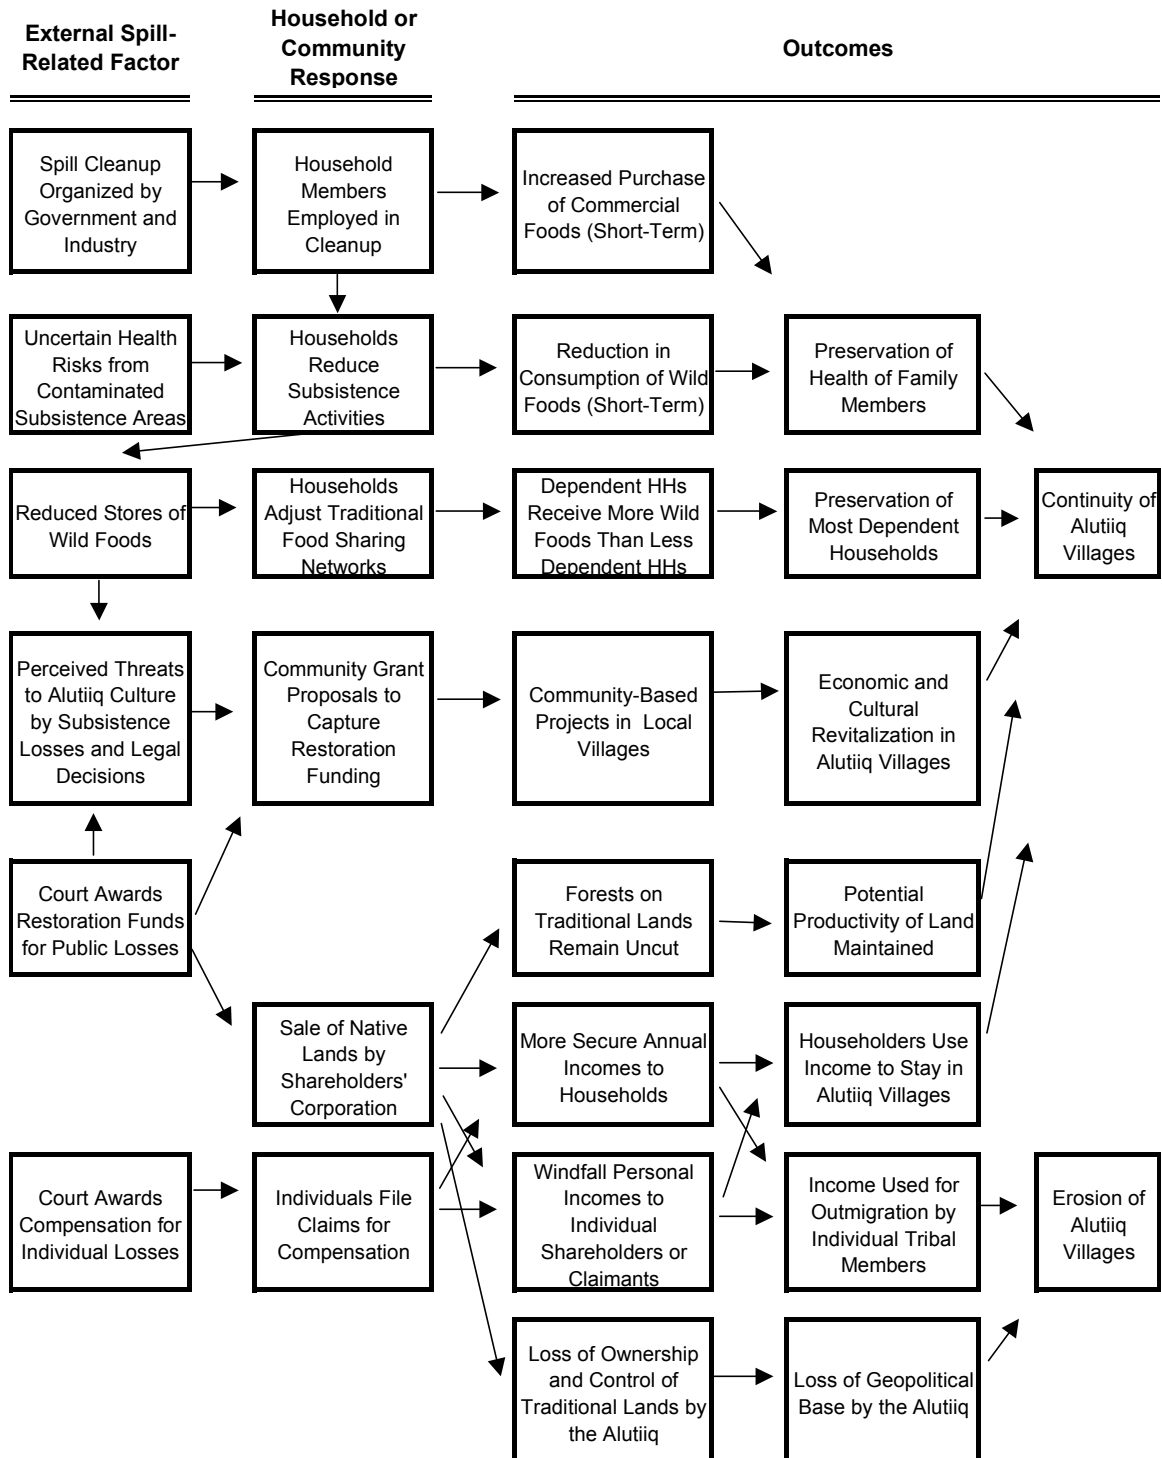 External Spill-
Related Factor
Household or
Community
Response
Outcomes
Spill Cleanup
Organized by
Government and
Industry
Household
Members
Employed in
Cleanup
Increased Purchase
of Commercial
Foods (Short-Term)
Uncertain Health
Risks from
Contaminated
Subsistence Areas
Households
Reduce
Subsistence
Activities
Reduction in
Consumption of Wild
Foods (Short-Term)
Preservation of
Health of Family
Members
Reduced Stores of
Wild Foods
Households
Adjust Traditional
Food Sharing
Networks
Dependent HHs
Receive More Wild
Foods Than Less
Dependent HHs
Preservation of
Most Dependent
Households
Continuity of
Alutiiq
Villages
Perceived Threats
to Alutiiq Culture
by Subsistence
Losses and Legal
Decisions
Community Grant
Proposals to
Capture
Restoration
Funding
Community-Based
Projects in Local
Villages
Economic and
Cultural
Revitalization in
Alutiiq Villages
Court Awards
Restoration Funds
for Public Losses
Forests on
Traditional Lands
Remain Uncut
Potential
Productivity of Land
Maintained
Sale of Native
Lands by
Shareholders'
Corporation
More Secure Annual
Incomes to
Households
Householders Use
Income to Stay in
Alutiiq Villages
Court Awards
Compensation for
Individual Losses
Individuals File
Claims for
Compensation
Windfall Personal
Incomes to
Individual
Shareholders or
Claimants
Income Used for
Outmigration by
Individual Tribal
Members
Erosion of
Alutiiq
Villages
Loss of Ownership
and Control of
Traditional Lands by
the Alutiiq
Loss of Geopolitical
Base by the Alutiiq